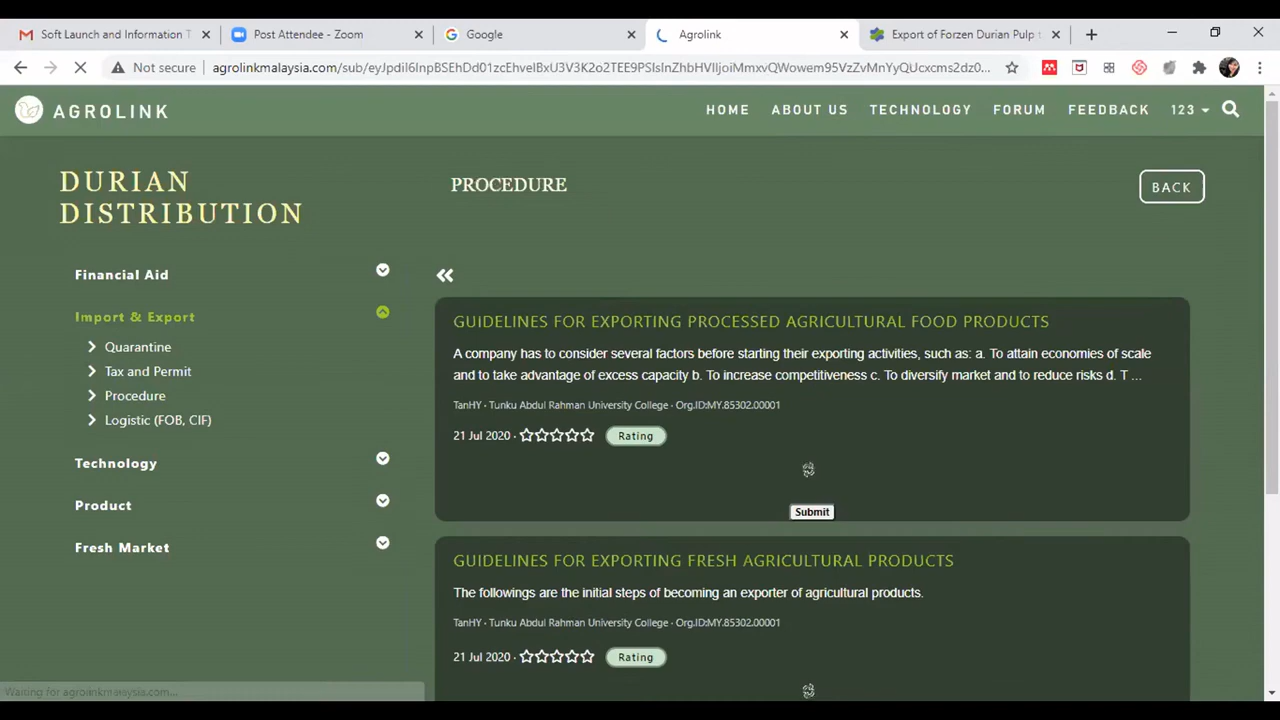 Soft Launch and Information T
Post Attendee - Zoom
Google
Agrolink
Export of Forzen Durian Pulp t
Not secure
AGROLINK
HOME
ABOUT US
TECHNOLOGY
FORUM
FEEDBACK
123
DURIAN
DISTRIBUTION
PROCEDURE
BACK
Financial Aid
Import & Export
Quarantine
Tax and Permit
Procedure
Logistic (FOB, CIF)
Technology
Product
Fresh Market
GUIDELINES FOR EXPORTING PROCESSED AGRICULTURAL FOOD PRODUCTS
A company has to consider several factors before starting their exporting activities, such as: a. To attain economies of scale
and to take advantage of excess capacity b. To increase competitiveness c. To diversify market and to reduce risks d. T ...
TanHY · Tunku Abdul Rahman University College · Org.ID:MY.85302.00001
21 Jul 2020 · Rating
Submit
GUIDELINES FOR EXPORTING FRESH AGRICULTURAL PRODUCTS
The followings are the initial steps of becoming an exporter of agricultural products.
TanHY · Tunku Abdul Rahman University College · Org.ID:MY.85302.00001
21 Jul 2020 · Rating
Waiting for agrolinkmalaysia.com...